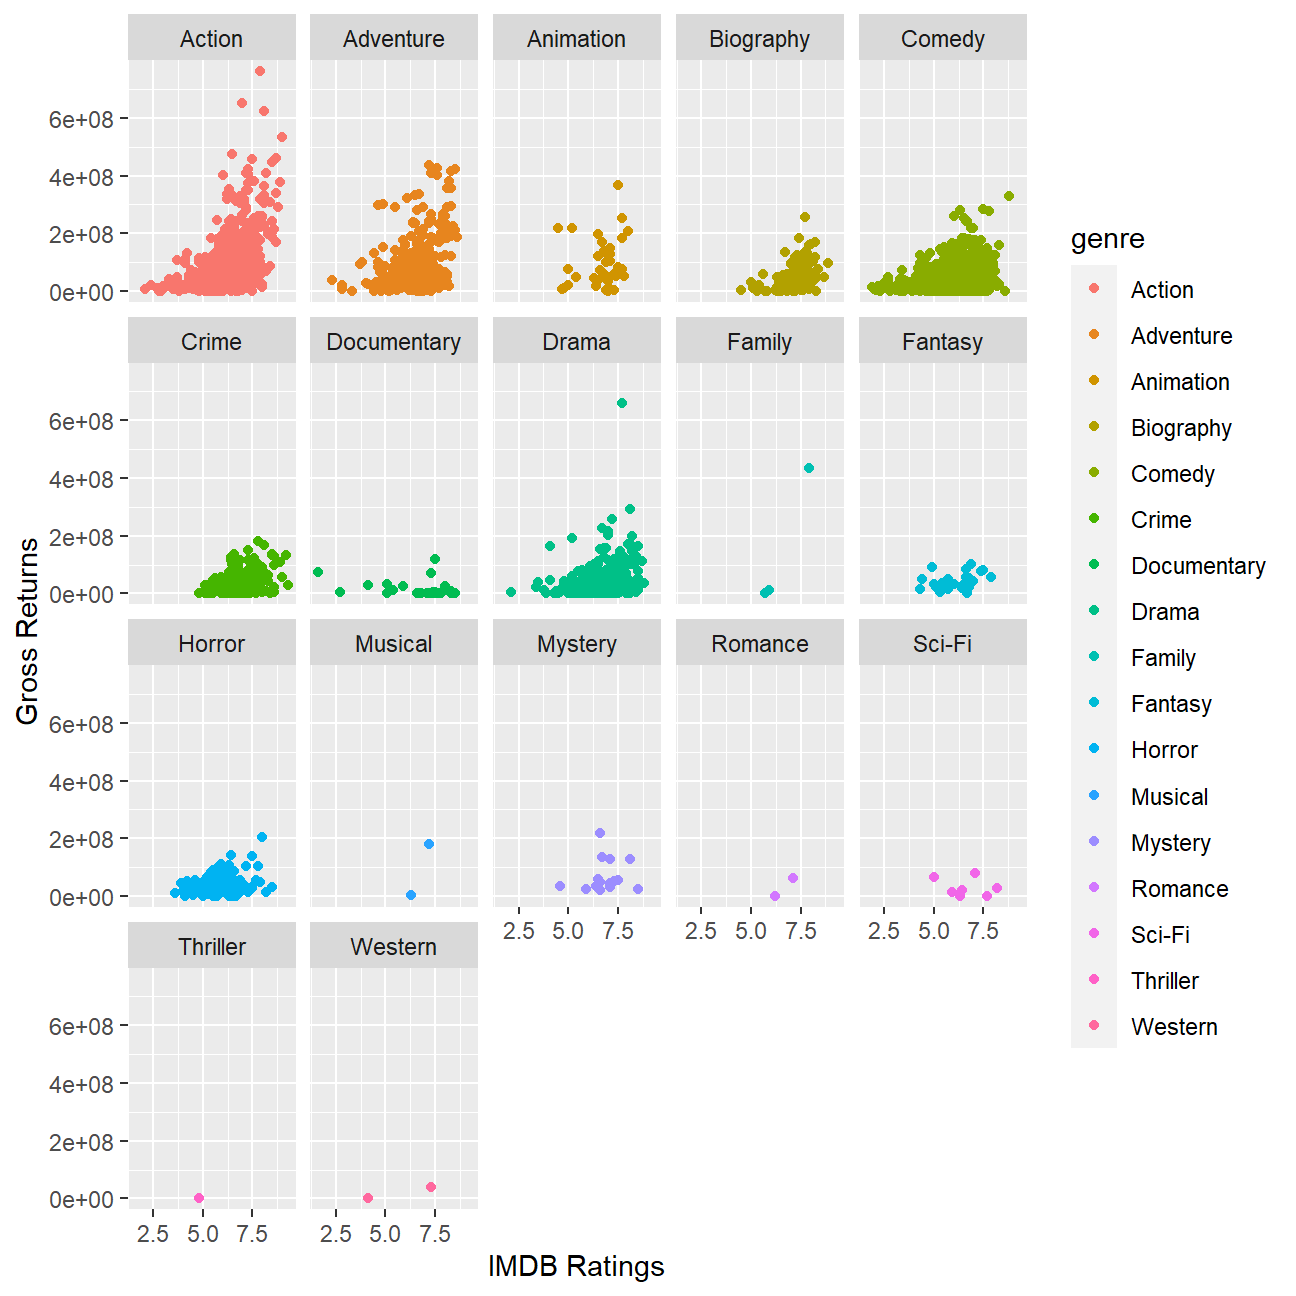 Action Adventure Animation Biography Comedy
6e+08
4e+08
2e+08
0e+00
Crime Documentary Drama Family Fantasy
6e+08
4e+08
2e+08
0e+00
Horror Musical Mystery Romance Sci-Fi
6e+08
4e+08
2e+08
0e+00
2.5 5.0 7.5 2.5 5.0 7.5 2.5 5.0 7.5
Thriller Western
6e+08
4e+08
2e+08
0e+00
2.5 5.0 7.5 2.5 5.0 7.5
IMDB Ratings
Gross Returns
genre
Action
Adventure
Animation
Biography
Comedy
Crime
Documentary
Drama
Family
Fantasy
Horror
Musical
Mystery
Romance
Sci-Fi
Thriller
Western